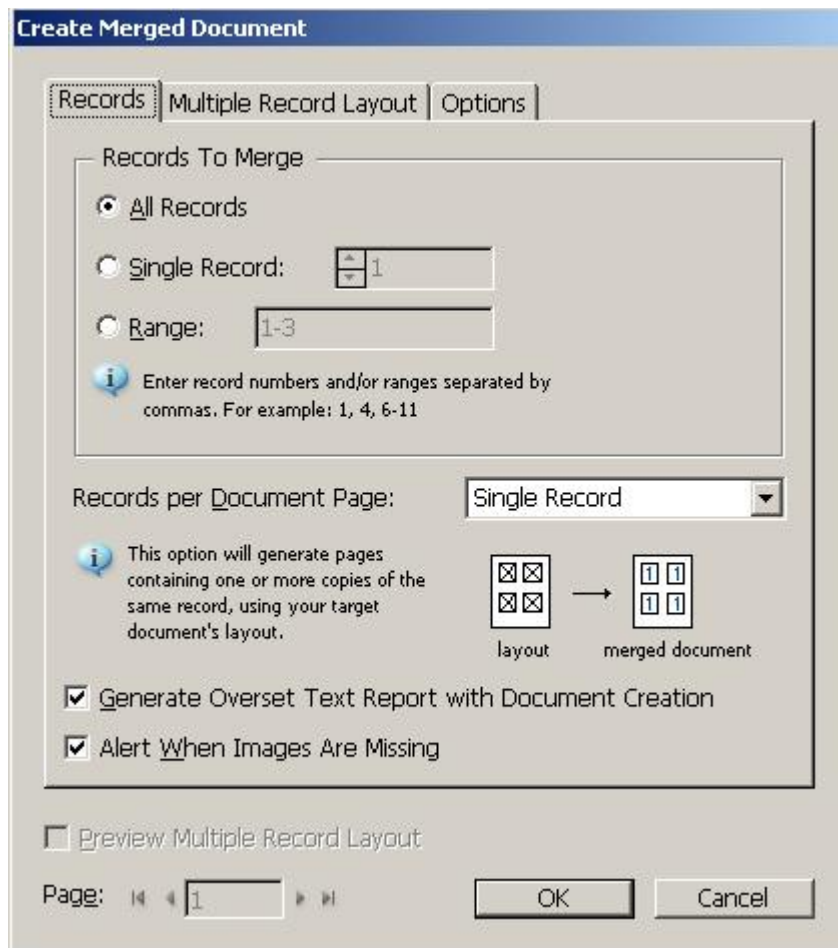 Create Merged Document
Records
Multiple Record Layout
Options
Records To Merge
All Records
Single Record:
1
Range:
1-3
Enter record numbers and/or ranges separated by
commas. For example: 1, 4, 6-11
Records per Document Page:
Single Record
This option will generate pages
containing one or more copies of the
same record, using your target
document's layout.
1 1
1 1
layout
merged document
Generate Overset Text Report with Document Creation
Alert When Images Are Missing
Preview Multiple Record Layout
Page:
1
OK
Cancel